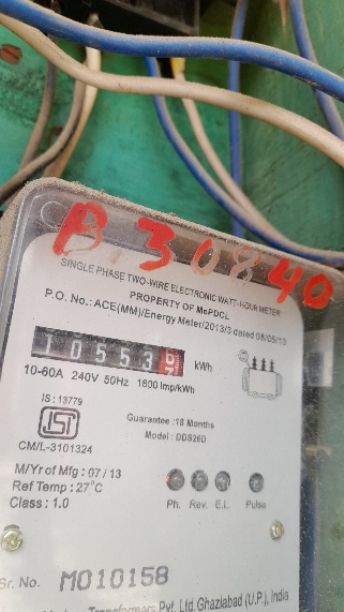 B.30840
SINGLE PHASE TWO-WIRE ELECTRONIC WATT-HOUR METER
PROPERTY OF MePDCL
P.O. No.: ACE(MM)/Energy Meter/2013/3 dated 08/05/13
10553 kWh
10-60A 240V 50Hz 1600 Imp/kWh
IS : 13779
ISI
CM/L-3101324
Guarantee :18 Months
Model : DDS26D
M/Yr of Mfg : 07 / 13
Ref Temp : 27°C
Class : 1.0
Ph. Rev. E.L. Pulse
Sr. No. M010158
Transformers Pvt. Ltd. Ghaziabad (U.P.), India